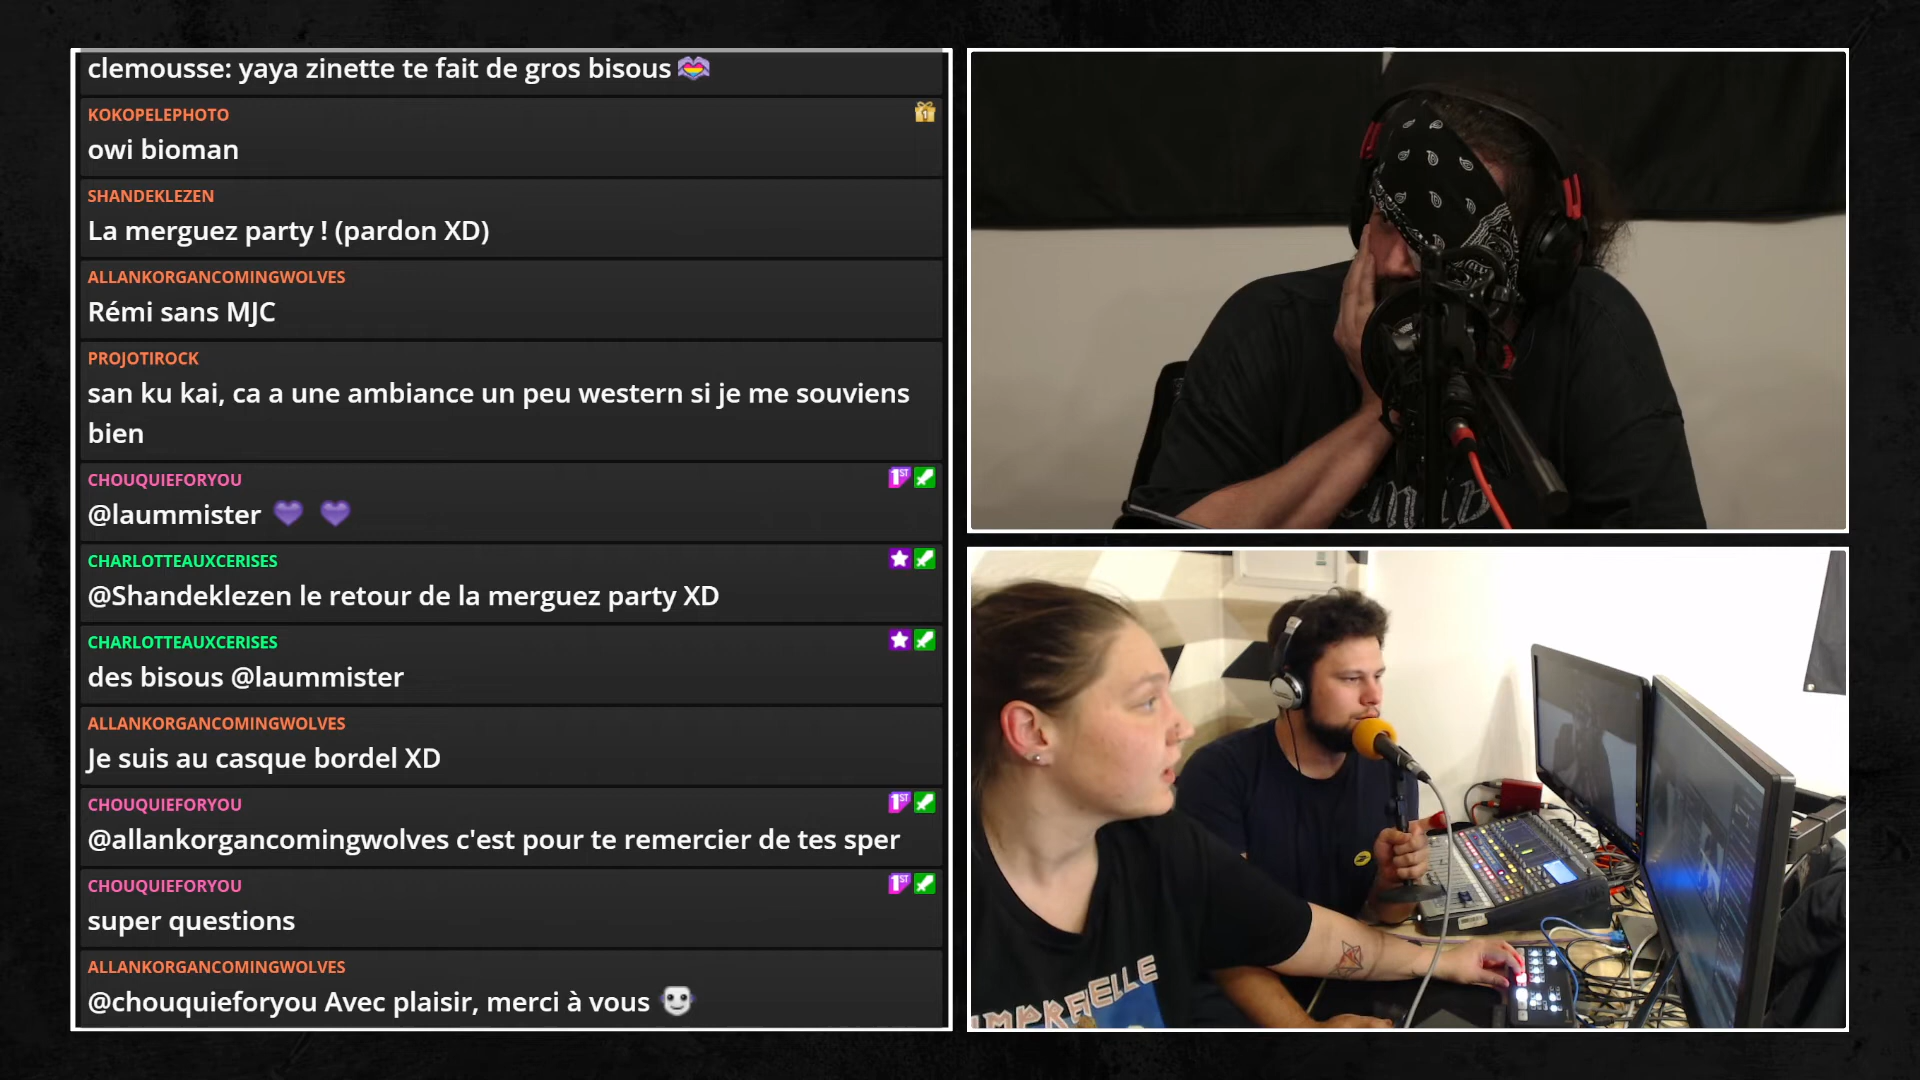 clemousse: yaya zinette te fait de gros bisous
KOKOPELEPHOTO
owi bioman
SHANDEKLEZEN
La merguez party ! (pardon XD)
ALLANKORGANCOMINGWOLVES
Rémi sans MJC
PROJOTIROCK
san ku kai, ca a une ambiance un peu western si je me souviens
bien
CHOUQUIEFORYOU
@laummister
CHARLOTTEAUXCERISES
@Shandeklezen le retour de la merguez party XD
CHARLOTTEAUXCERISES
des bisous @laummister
ALLANKORGANCOMINGWOLVES
Je suis au casque bordel XD
CHOUQUIEFORYOU
@allankorgancomingwolves c'est pour te remercier de tes sper
CHOUQUIEFORYOU
super questions
ALLANKORGANCOMINGWOLVES
@chouquieforyou Avec plaisir, merci à vous